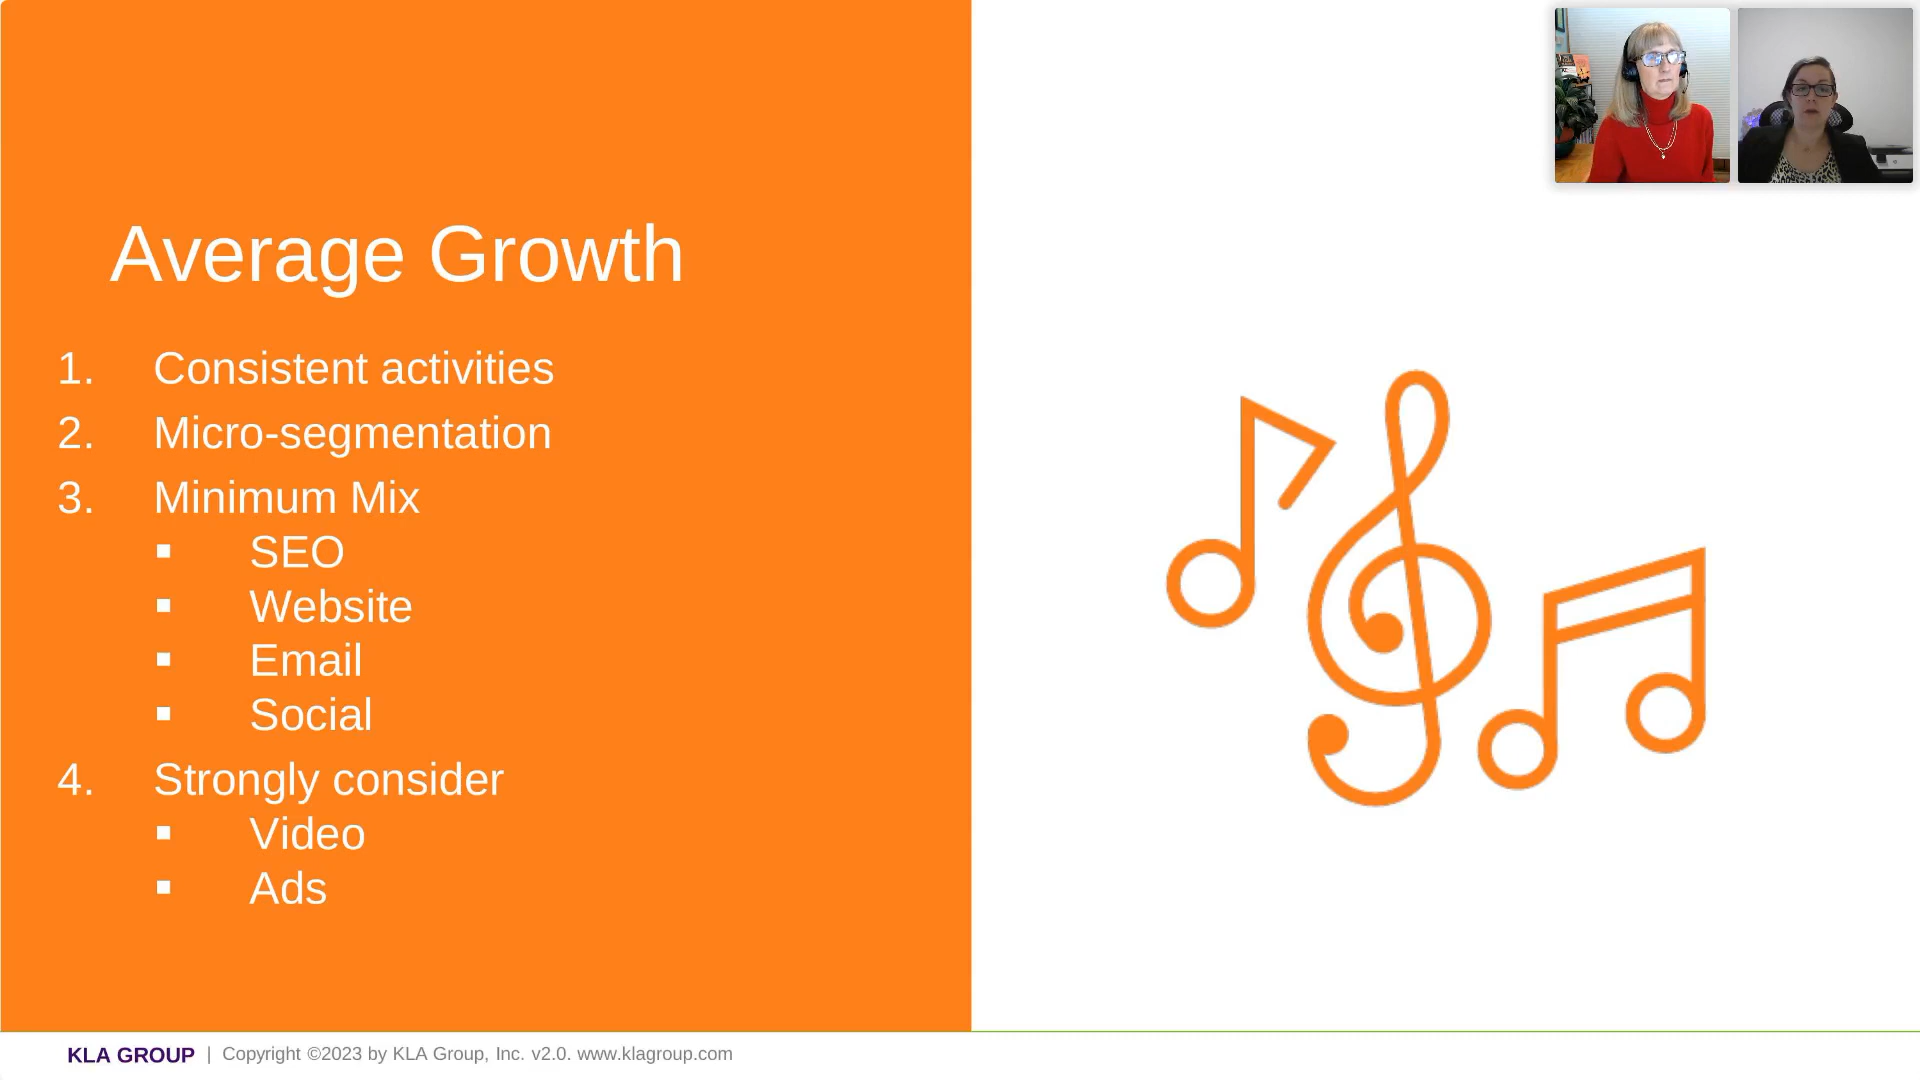 Average Growth
1. Consistent activities
2. Micro-segmentation
3. Minimum Mix
▪ SEO
▪ Website
▪ Email
▪ Social
4. Strongly consider
▪ Video
▪ Ads
KLA GROUP | Copyright ©2023 by KLA Group, Inc. v2.0. www.klagroup.com